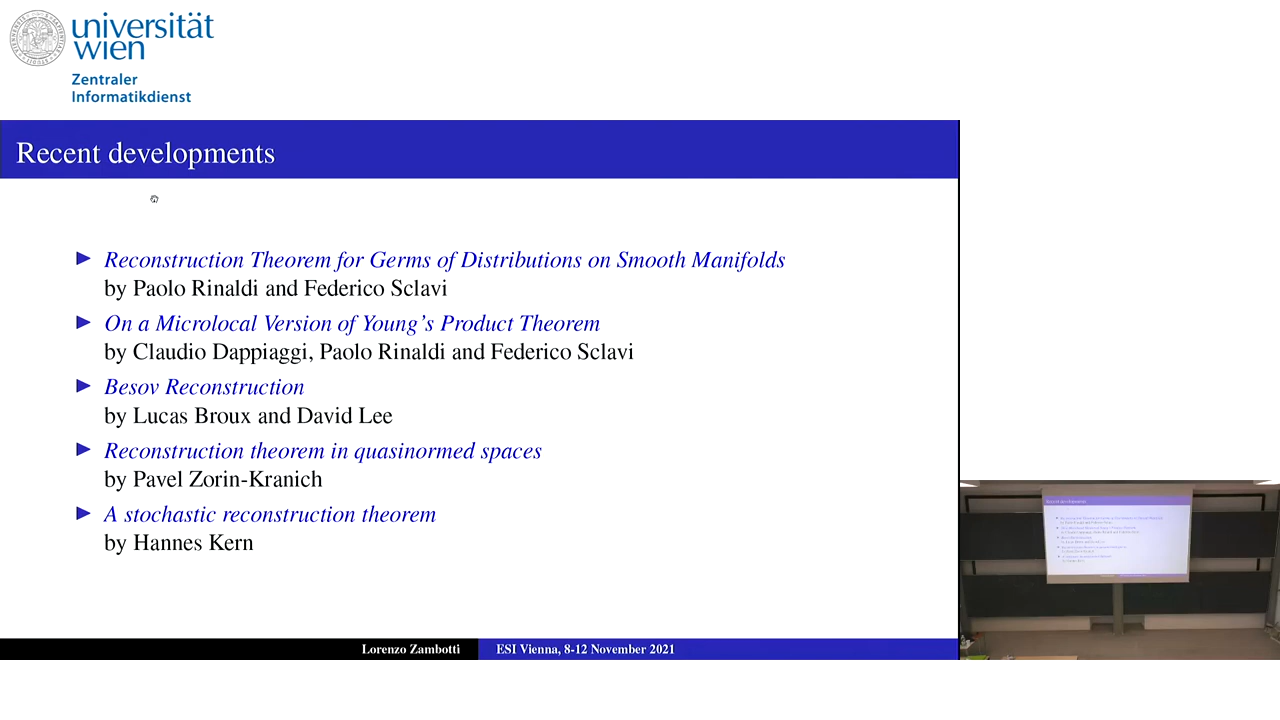 universität
wien
Zentraler
Informatikdienst
Recent developments
Reconstruction Theorem for Germs of Distributions on Smooth Manifolds
by Paolo Rinaldi and Federico Sclavi
On a Microlocal Version of Young's Product Theorem
by Claudio Dappiaggi, Paolo Rinaldi and Federico Sclavi
Besov Reconstruction
by Lucas Broux and David Lee
Reconstruction theorem in quasinormed spaces
by Pavel Zorin-Kranich
A stochastic reconstruction theorem
by Hannes Kern
Lorenzo Zambotti
ESI Vienna, 8-12 November 2021